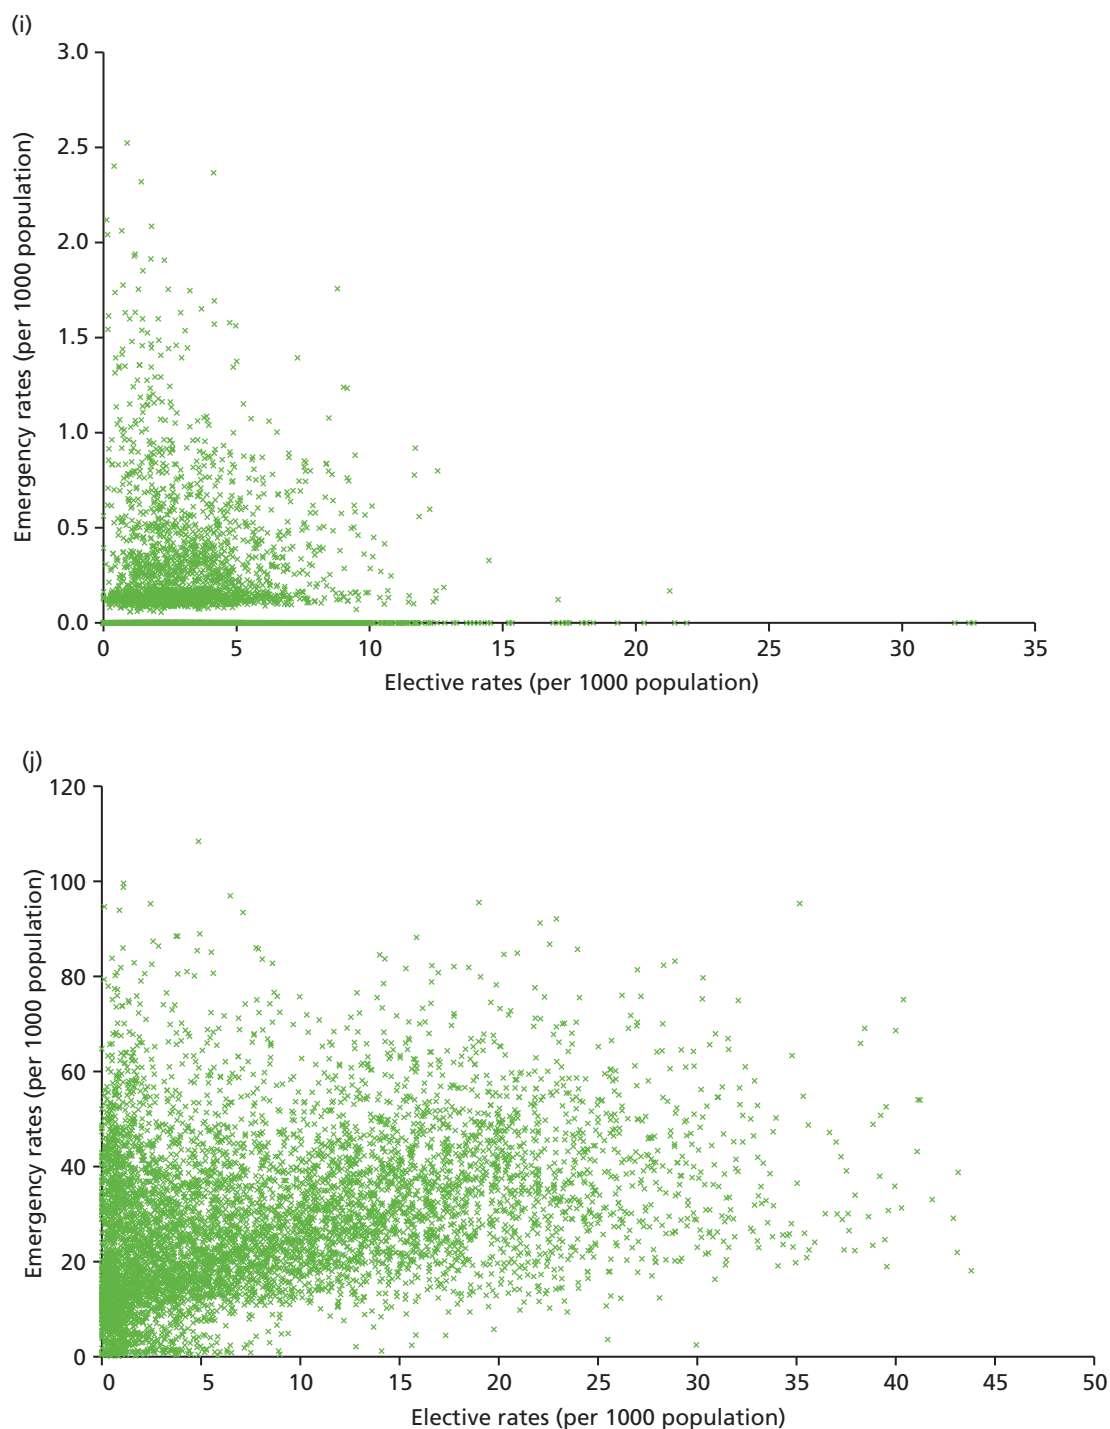 (i)
3.0
2.5
2.0
1.5
1.0
0.5
0.0
Emergency rates (per 1000 population)
0 5 10 15 20 25 30 35
Elective rates (per 1000 population)
(j)
120
100
80
60
40
20
0
Emergency rates (per 1000 population)
0 5 10 15 20 25 30 35 40 45 50
Elective rates (per 1000 population)